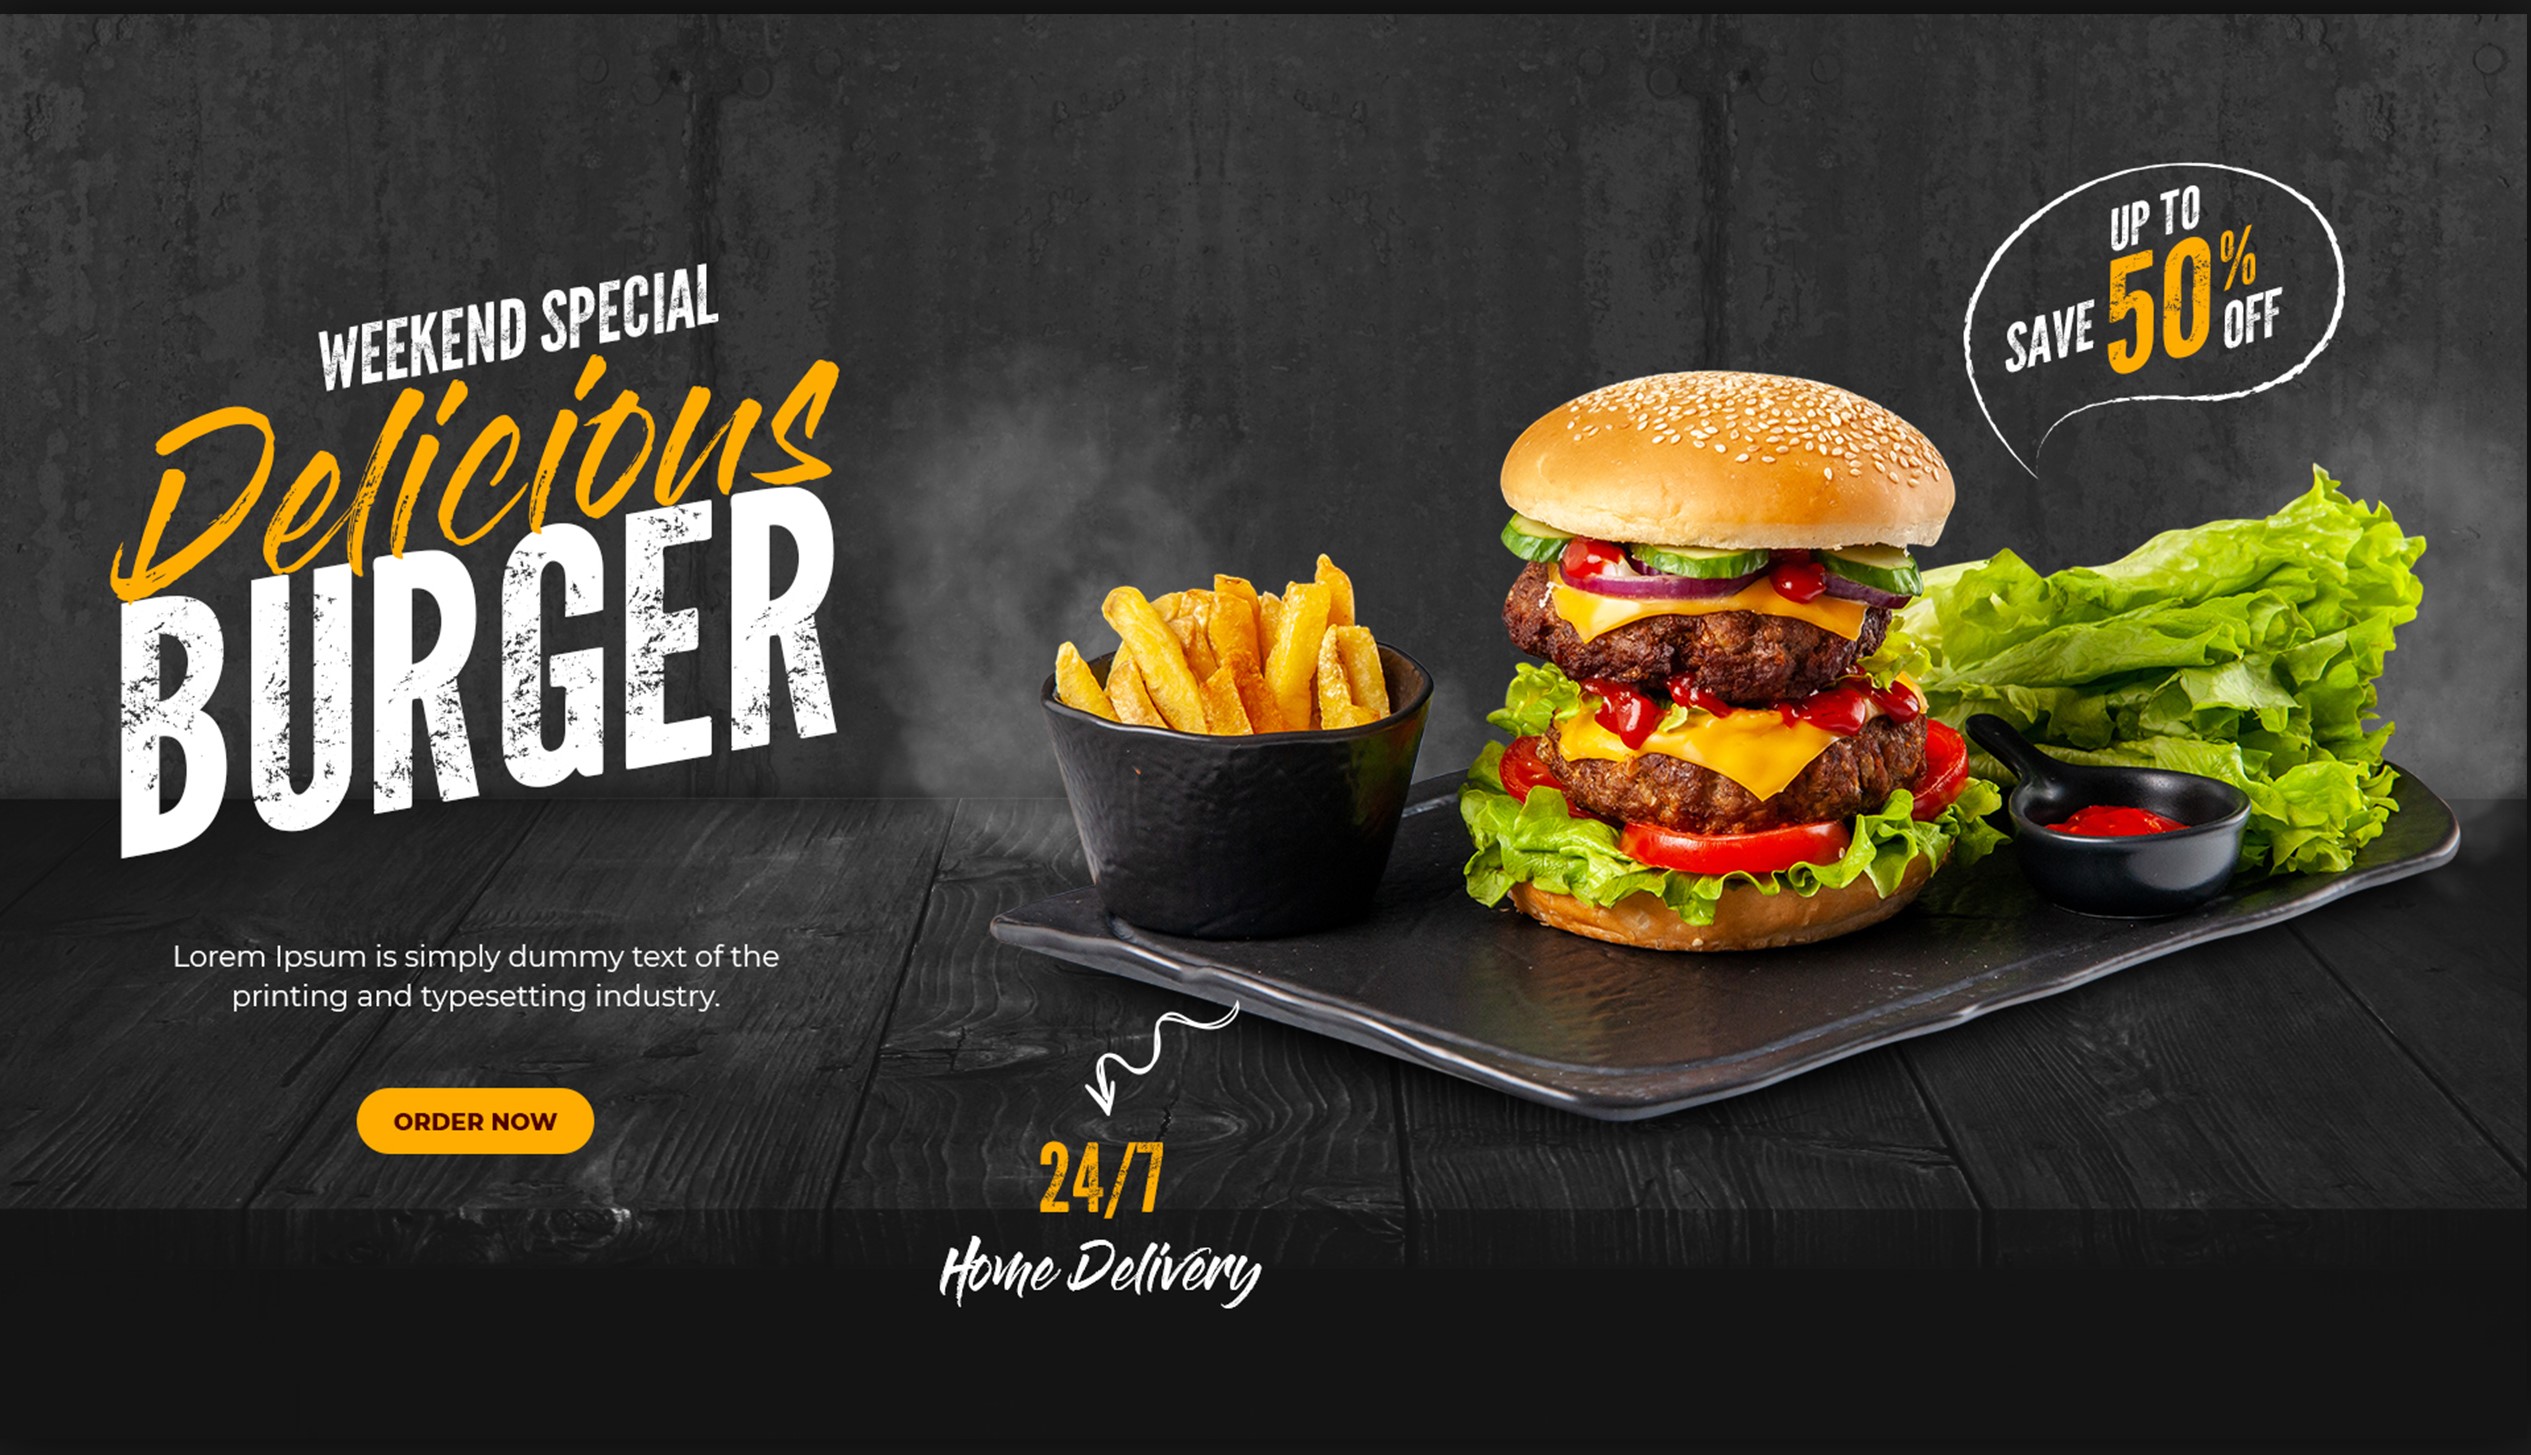 WEEKEND SPECIAL
Delicious
BURGER
Lorem Ipsum is simply dummy text of the
printing and typesetting industry.
ORDER NOW
24/7
Home Delivery
UP TO
SAVE 50% OFF